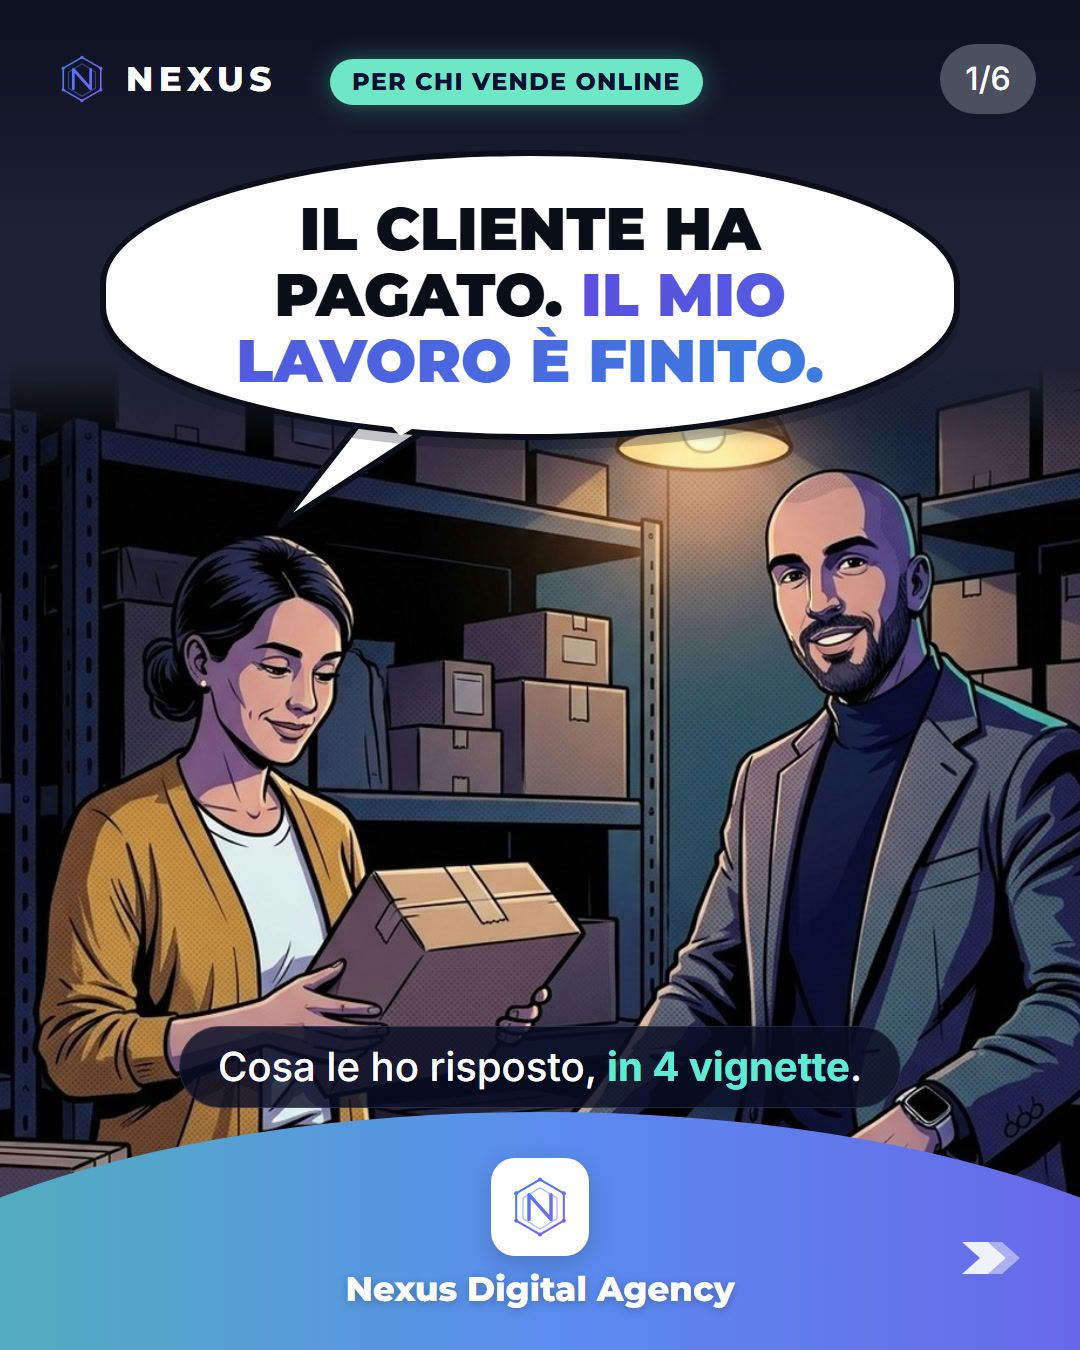 NEXUS
PER CHI VENDE ONLINE
1/6
IL CLIENTE HA
PAGATO. IL MIO
LAVORO È FINITO.
Cosa le ho risposto, in 4 vignette.
N
Nexus Digital Agency